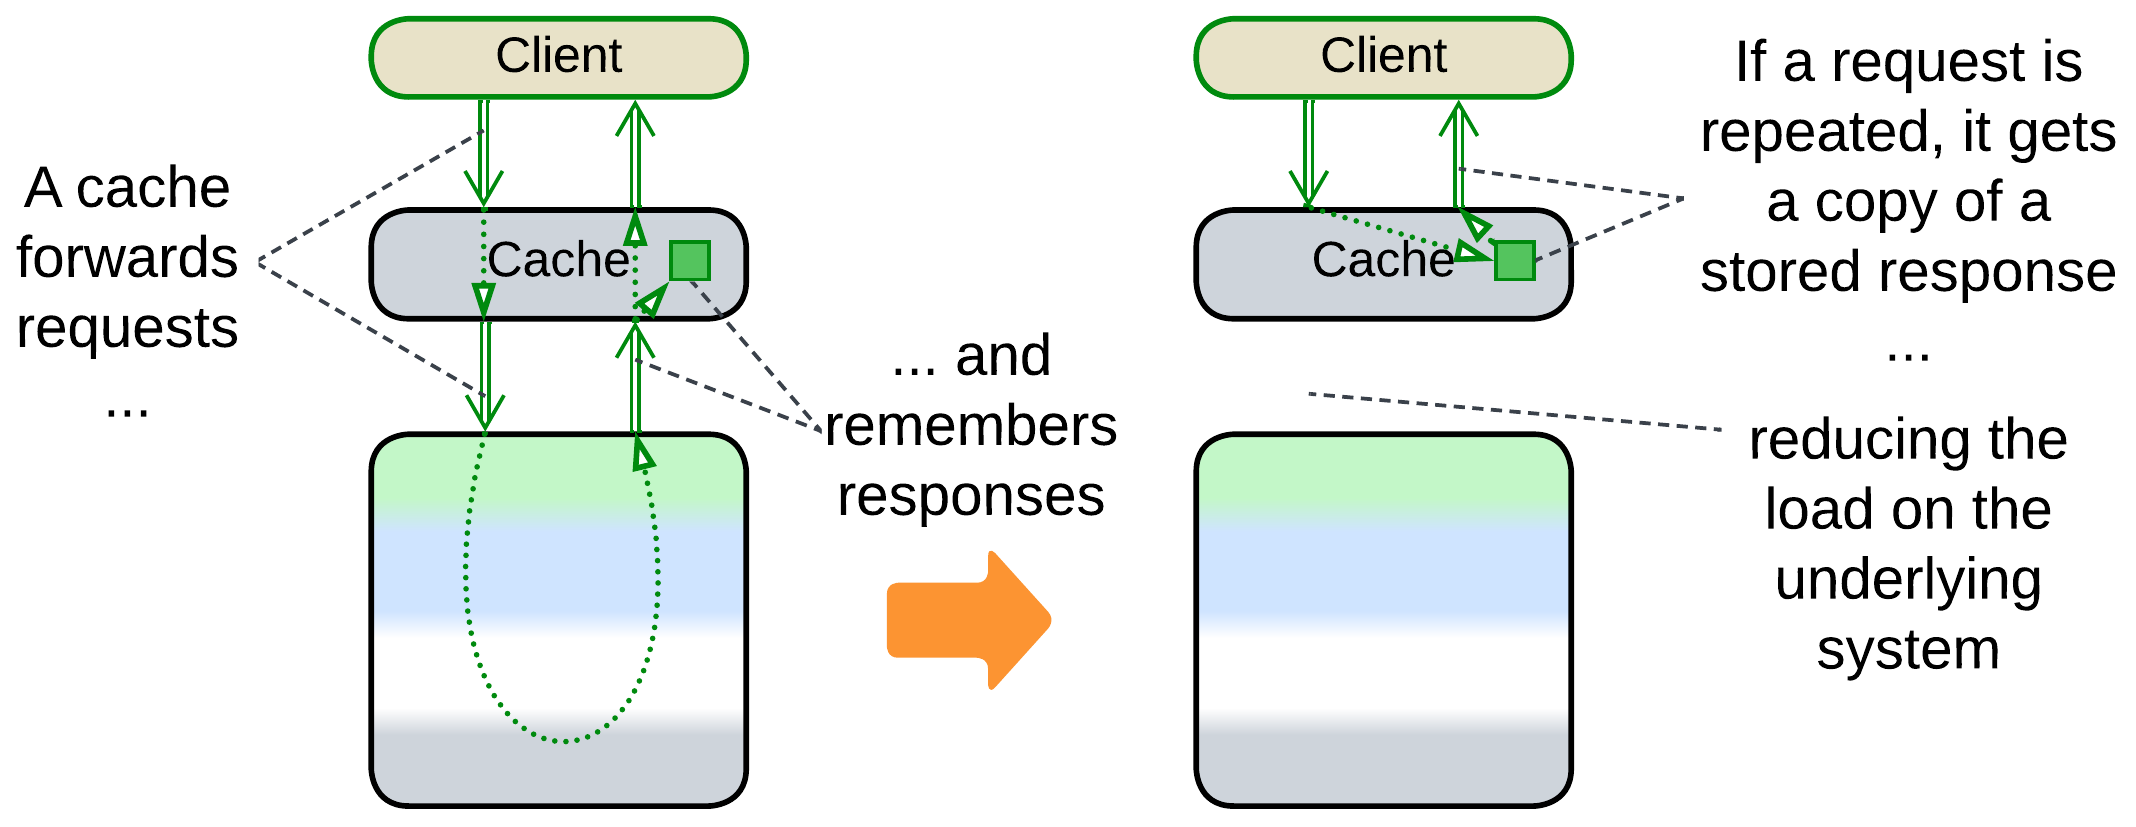 Client
A cache
forwards
requests
...
Cache
... and
remembers
responses
Client
Cache
If a request is
repeated, it gets
a copy of a
stored response
...
reducing the
load on the
underlying
system